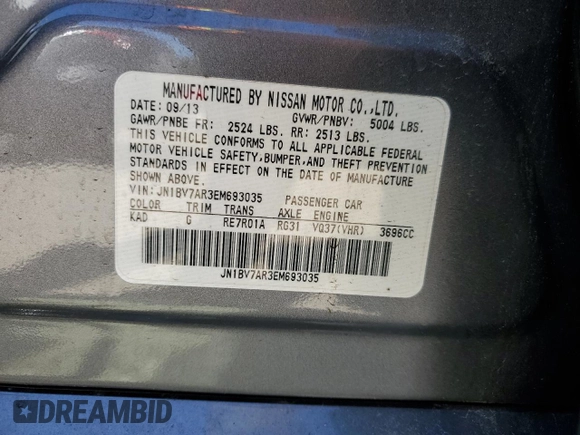 MANUFACTURED BY NISSAN MOTOR CO.,LTD.
DATE: 09/13 GVWR/PNBV: 5004 LBS.
GAWR/PNBE FR: 2524 LBS. RR: 2513 LBS.
THIS VEHICLE CONFORMS TO ALL APPLICABLE FEDERAL
MOTOR VEHICLE SAFETY,BUMPER,AND THEFT PREVENTION
STANDARDS IN EFFECT ON THE DATE OF MANUFACTURE
SHOWN ABOVE.
VIN: JN1BV7AR3EM693035 PASSENGER CAR
COLOR TRIM TRANS AXLE ENGINE
KAD G RE7R01A RG31 VQ37(VHR) 3696CC
JN1BV7AR3EM693035
DREAMBID